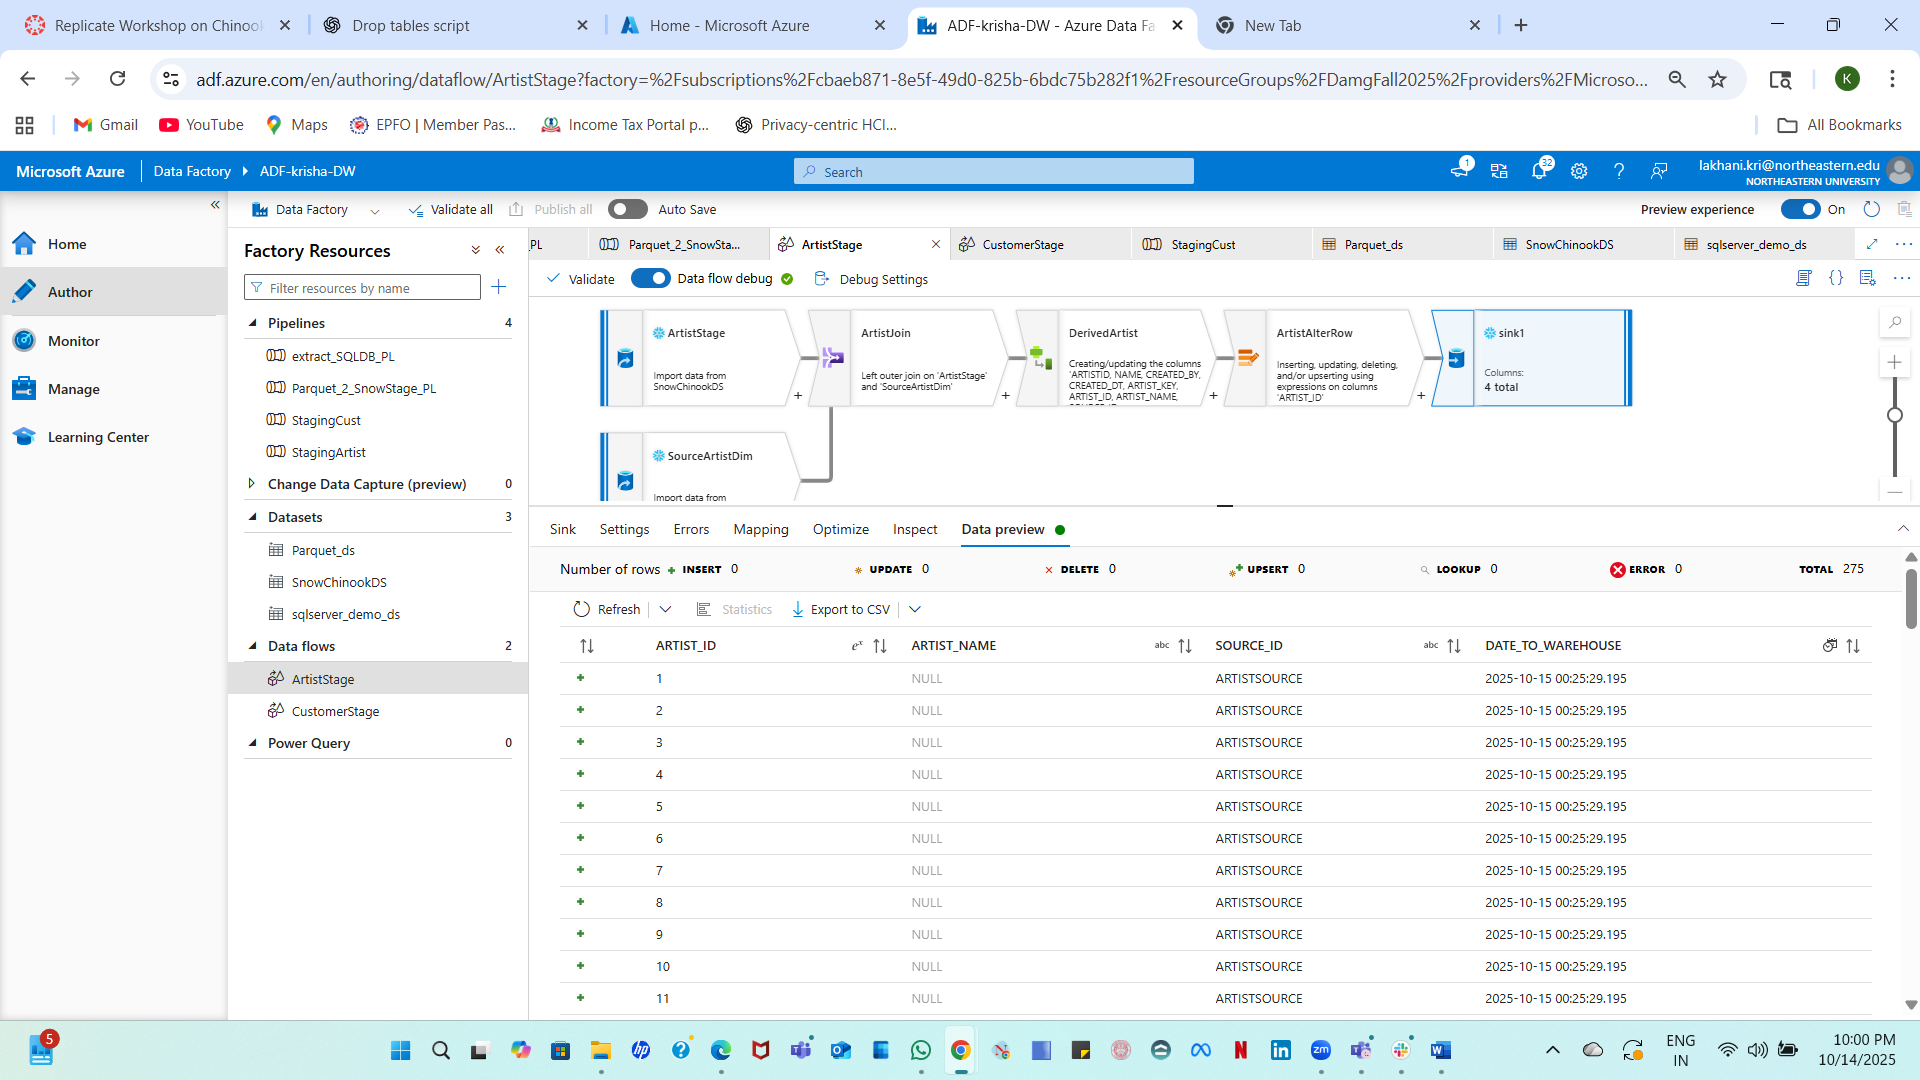 Replicate Workshop on Chinook
Drop tables script
Home - Microsoft Azure
ADF-krisha-DW - Azure Data Fa
New Tab
adf.azure.com/en/authoring/dataflow/ArtistStage?factory=%2Fsubscriptions%2Fcbaeb871-8e5f-49d0-825b-6bdc75b282f1%2FresourceGroups%2FDamgFall2025%2Fproviders%2FMicroso...
K
Gmail
YouTube
Maps
EPFO | Member Pas...
Income Tax Portal p...
Privacy-centric HCI...
All Bookmarks
Microsoft Azure
Data Factory
ADF-krisha-DW
Search
1
32
lakhani.kri@northeastern.edu
NORTHEASTERN UNIVERSITY
Home
Author
Monitor
Manage
Learning Center
Data Factory
Validate all
Publish all
Auto Save
Preview experience
On
Factory Resources
Filter resources by name
Pipelines 4
extract_SQLDB_PL
Parquet_2_SnowStage_PL
StagingCust
StagingArtist
Change Data Capture (preview) 0
Datasets 3
Parquet_ds
SnowChinookDS
sqlserver_demo_ds
Data flows 2
ArtistStage
CustomerStage
Power Query 0
_PL
Parquet_2_SnowSta...
ArtistStage
CustomerStage
StagingCust
Parquet_ds
SnowChinookDS
sqlserver_demo_ds
Validate
Data flow debug
Debug Settings
ArtistStage
Import data from
SnowChinookDS
ArtistJoin
Left outer join on 'ArtistStage'
and 'SourceArtistDim'
DerivedArtist
Creating/updating the columns
'ARTISTID, NAME, CREATED_BY,
CREATED_DT, ARTIST_KEY,
ARTIST_ID, ARTIST_NAME,
ArtistAlterRow
Inserting, updating, deleting,
and/or upserting using
expressions on columns
'ARTIST_ID'
sink1
Columns:
4 total
SourceArtistDim
Import data from
Sink
Settings
Errors
Mapping
Optimize
Inspect
Data preview
Number of rows
INSERT 0
UPDATE 0
DELETE 0
UPSERT 0
LOOKUP 0
ERROR 0
TOTAL 275
Refresh
Statistics
Export to CSV
ARTIST_ID ARTIST_NAME abc SOURCE_ID abc DATE_TO_WAREHOUSE
1 NULL ARTISTSOURCE 2025-10-15 00:25:29.195
2 NULL ARTISTSOURCE 2025-10-15 00:25:29.195
3 NULL ARTISTSOURCE 2025-10-15 00:25:29.195
4 NULL ARTISTSOURCE 2025-10-15 00:25:29.195
5 NULL ARTISTSOURCE 2025-10-15 00:25:29.195
6 NULL ARTISTSOURCE 2025-10-15 00:25:29.195
7 NULL ARTISTSOURCE 2025-10-15 00:25:29.195
8 NULL ARTISTSOURCE 2025-10-15 00:25:29.195
9 NULL ARTISTSOURCE 2025-10-15 00:25:29.195
10 NULL ARTISTSOURCE 2025-10-15 00:25:29.195
11 NULL ARTISTSOURCE 2025-10-15 00:25:29.195
5
ENG
IN
10:00 PM
10/14/2025